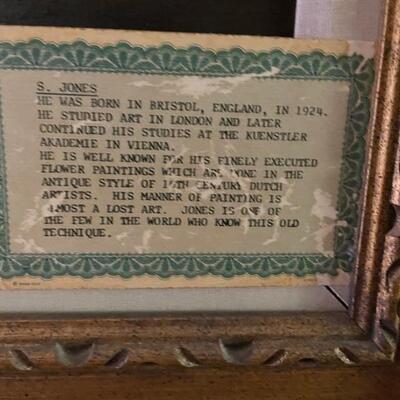 S. JONES
HE WAS BORN IN BRISTOL, ENGLAND, IN 1924.
HE STUDIED ART IN LONDON AND LATER
CONTINUED HIS STUDIES AT THE KUENSTLER
AKADEMIE IN VIENNA.
HE IS WELL KNOWN FOR HIS FINELY EXECUTED
FLOWER PAINTINGS WHICH ARE DONE IN THE
ANTIQUE STYLE OF CENTURY DUTCH
ARTISTS. HIS MANNER OF PAINTING IS
ALMOST A LOST ART. JONES IS ONE OF
THE FEW IN THE WORLD WHO KNOW THIS OLD
TECHNIQUE.